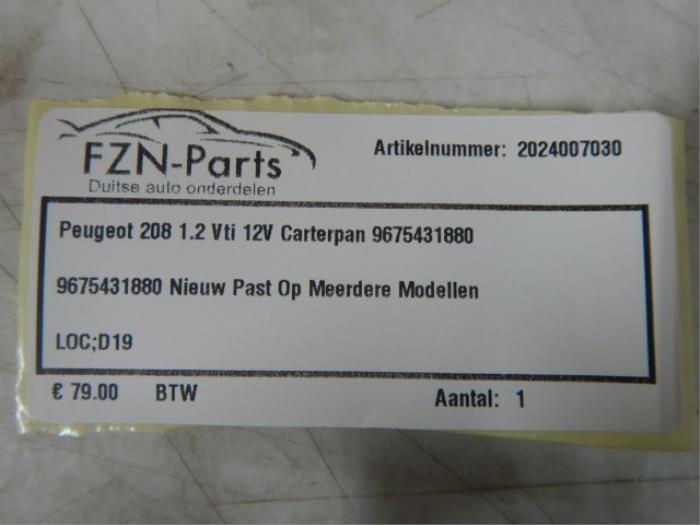 FZN-Parts
Duitse auto onderdelen
Artikelnummer: 2024007030
Peugeot 208 1.2 Vti 12V Carterpan 9675431880
9675431880 Nieuw Past Op Meerdere Modellen
LOC;D19
€ 79.00 BTW Aantal: 1